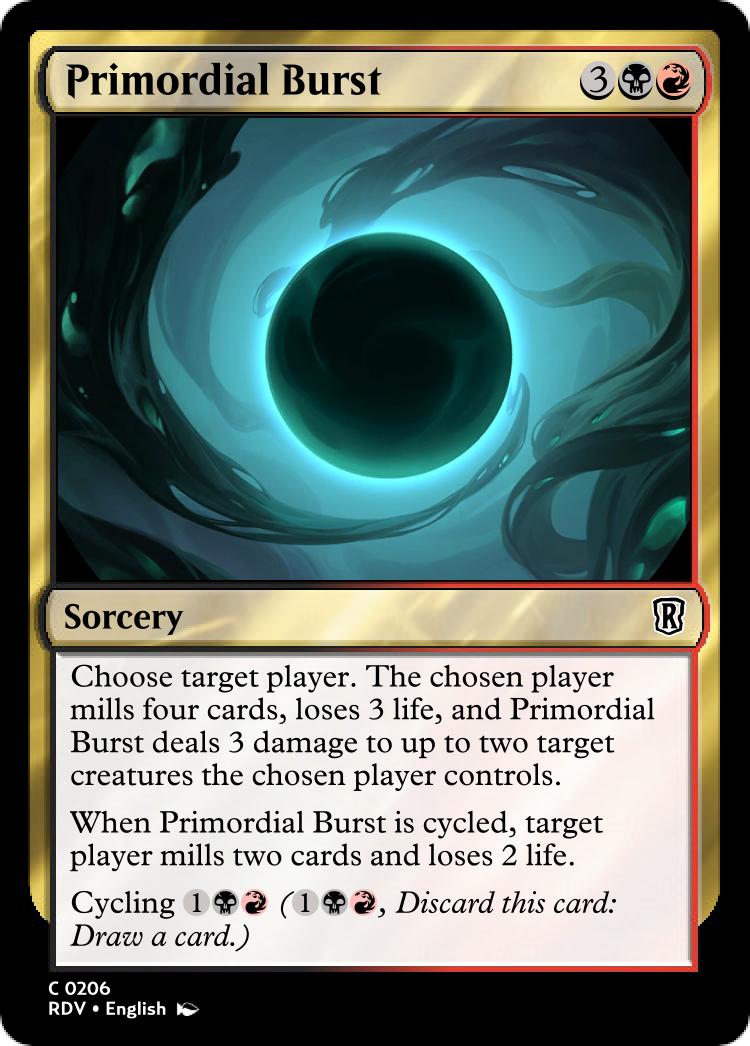 Primordial Burst 3
Sorcery R
Choose target player. The chosen player
mills four cards, loses 3 life, and Primordial
Burst deals 3 damage to up to two target
creatures the chosen player controls.
When Primordial Burst is cycled, target
player mills two cards and loses 2 life.
Cycling 1 (1, Discard this card:
Draw a card.)
C 0206
RDV • English